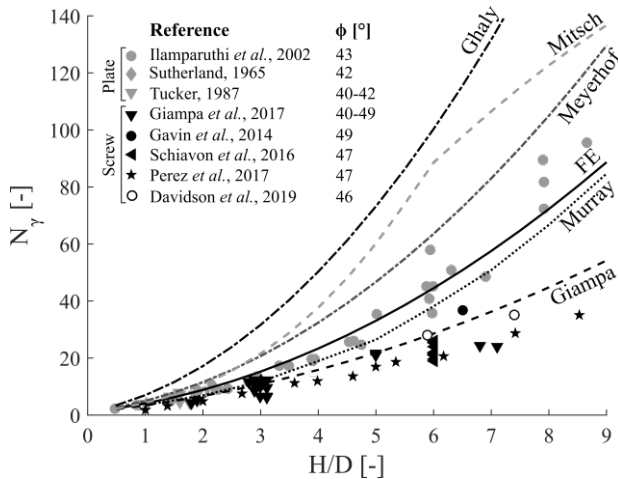 Reference ϕ [°]
Plate
Ilamparuthi et al., 2002 43
Sutherland, 1965 42
Tucker, 1987 40-42
Screw
Giampa et al., 2017 40-49
Gavin et al., 2014 49
Schiavon et al., 2016 47
Perez et al., 2017 47
Davidson et al., 2019 46
Ghaly
Mitsch
Meyerhof
FE
Murray
Giampa
N_γ [-]
140
120
100
80
60
40
20
0
0 1 2 3 4 5 6 7 8 9
H/D [-]